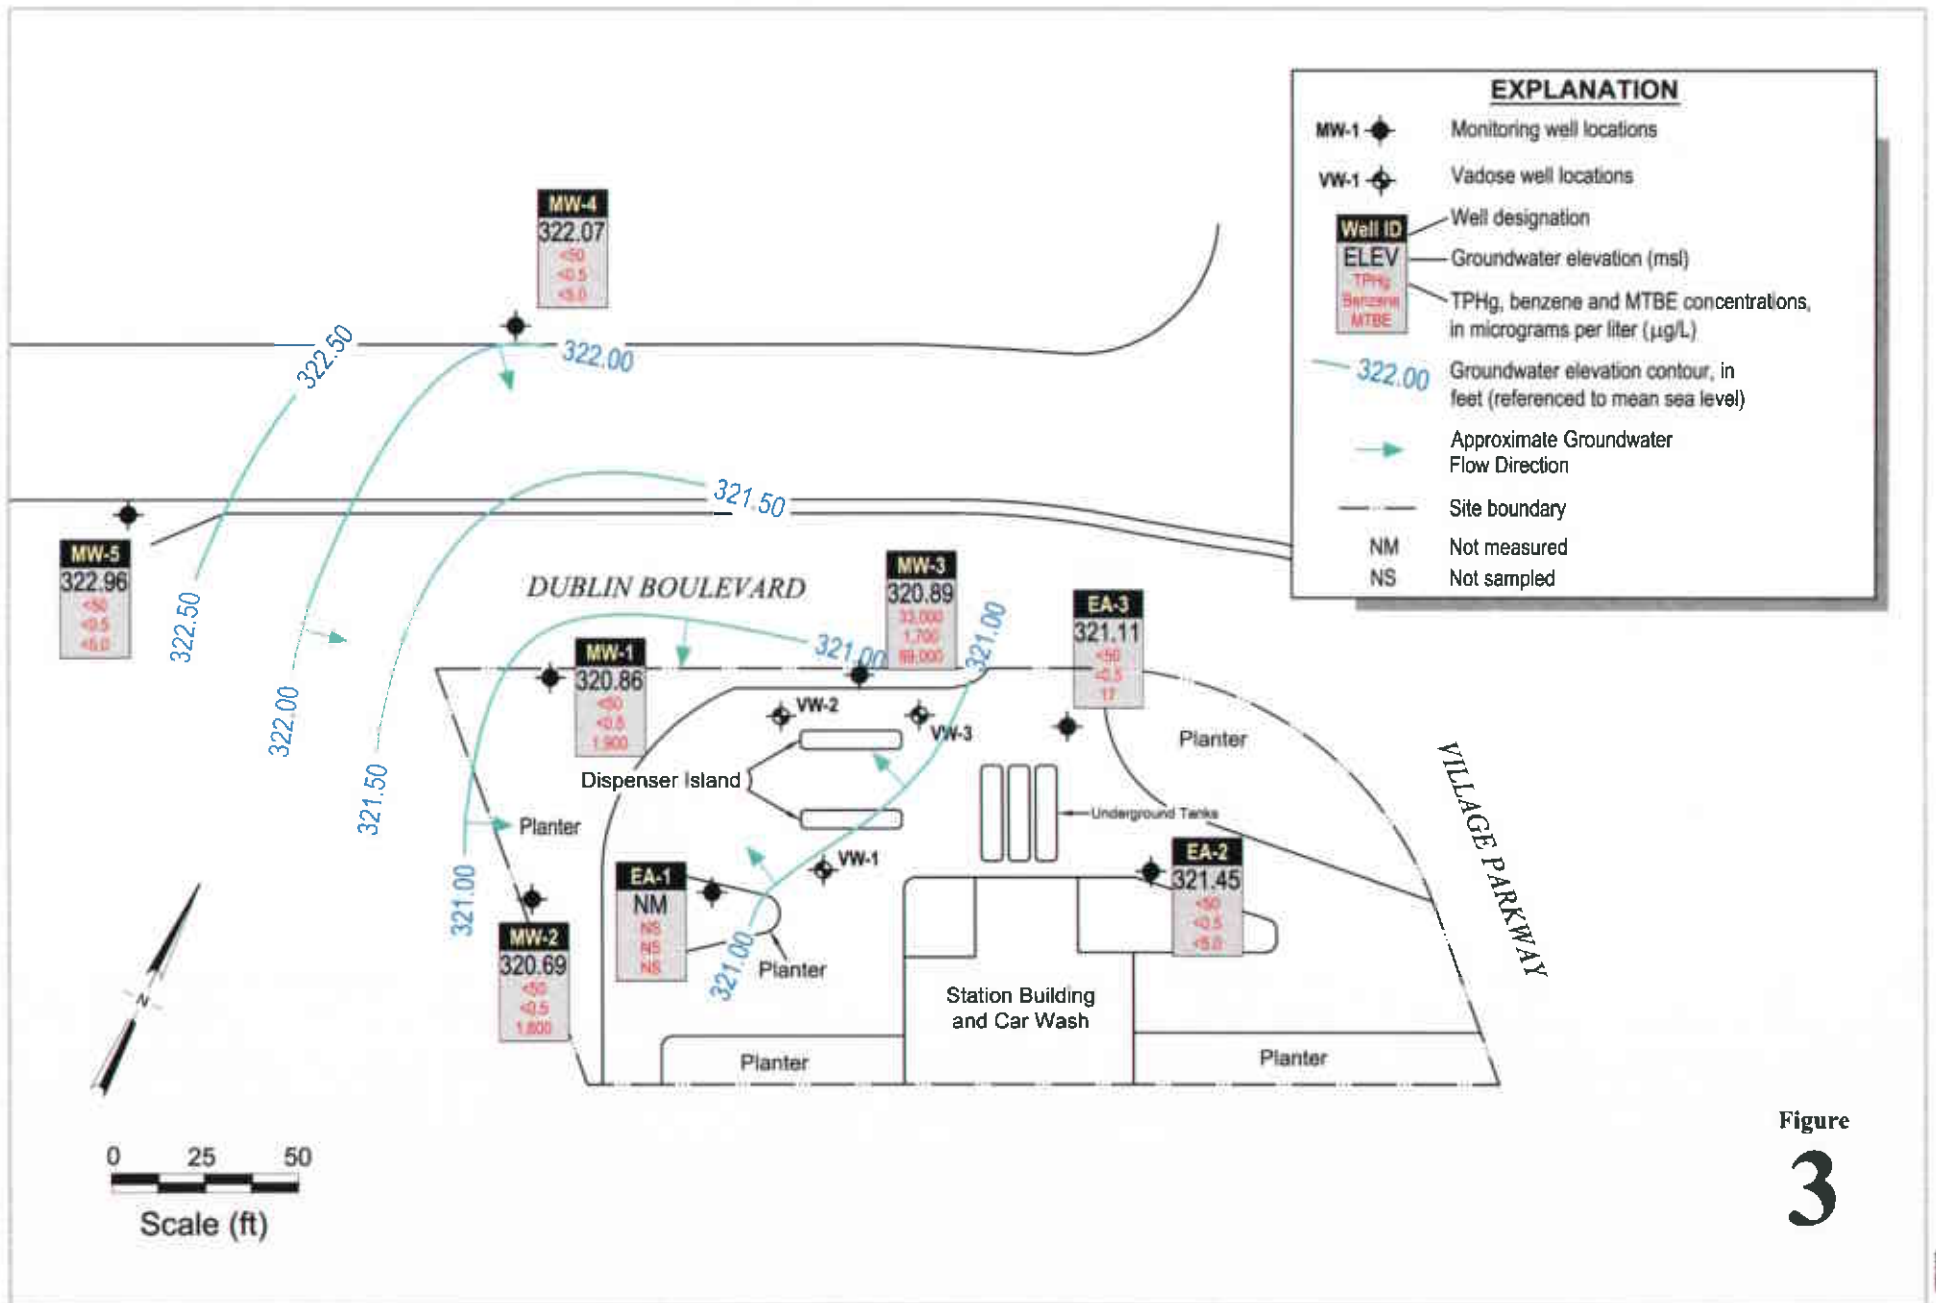 EXPLANATION
MW-1 Monitoring well locations
VW-1 Vadose well locations
Well ID Well designation
ELEV Groundwater elevation (msl)
TPHg
Benzene
MTBE
TPHg, benzene and MTBE concentrations,
in micrograms per liter (µg/L)
322.00 Groundwater elevation contour, in
feet (referenced to mean sea level)
Approximate Groundwater
Flow Direction
Site boundary
NM Not measured
NS Not sampled
MW-4
322.07
<50
<0.5
<5.0
322.50
322.00
321.50
MW-5
322.96
<50
<0.5
<5.0
322.50
322.00
321.50
DUBLIN BOULEVARD
MW-3
320.89
33,000
1,700
321.00
321.00
EA-3
321.11
<50
<0.5
17
MW-1
320.86
<50
<0.5
1,900
VW-2
VW-3
Planter
VILLAGE PARKWAY
Dispenser Island
Underground Tanks
Planter
VW-1
EA-2
321.45
<50
<0.5
<5.0
EA-1
NM
NS
NS
NS
321.00
321.00
Planter
MW-2
320.69
<50
<0.5
1,800
Station Building
and Car Wash
Planter
Planter
N
0 25 50
Scale (ft)
Figure
3